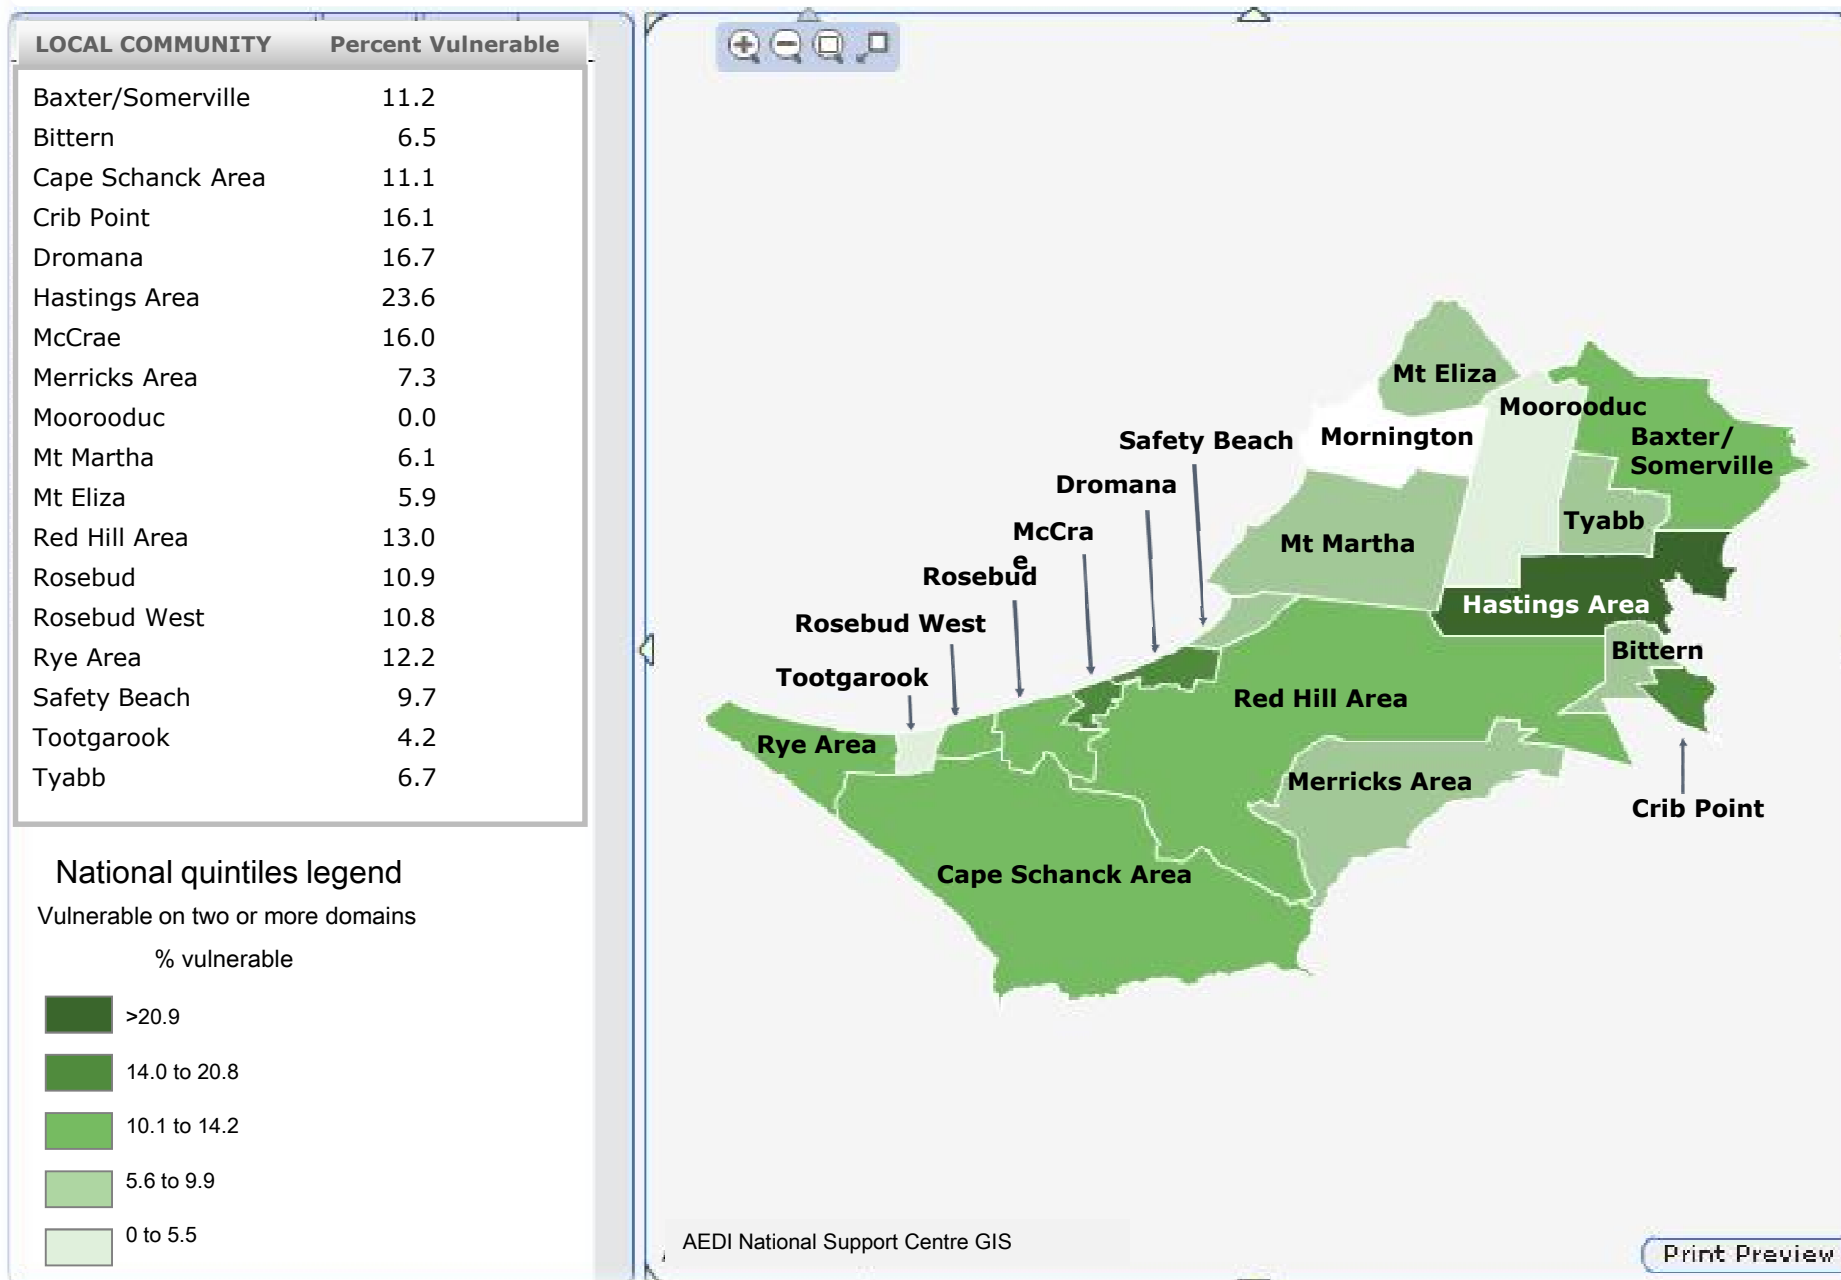 LOCAL COMMUNITY Percent Vulnerable
Baxter/Somerville 11.2
Bittern 6.5
Cape Schanck Area 11.1
Crib Point 16.1
Dromana 16.7
Hastings Area 23.6
McCrae 16.0
Merricks Area 7.3
Moorooduc 0.0
Mt Martha 6.1
Mt Eliza 5.9
Red Hill Area 13.0
Rosebud 10.9
Rosebud West 10.8
Rye Area 12.2
Safety Beach 9.7
Tootgarook 4.2
Tyabb 6.7
National quintiles legend
Vulnerable on two or more domains
% vulnerable
>20.9
14.0 to 20.8
10.1 to 14.2
5.6 to 9.9
0 to 5.5
Mt Eliza
Moorooduc
Mornington
Baxter/
Somerville
Safety Beach
Dromana
Tyabb
McCra
e
Mt Martha
Rosebud
Hastings Area
Rosebud West
Bittern
Tootgarook
Red Hill Area
Rye Area
Merricks Area
Crib Point
Cape Schanck Area
AEDI National Support Centre GIS
Print Preview